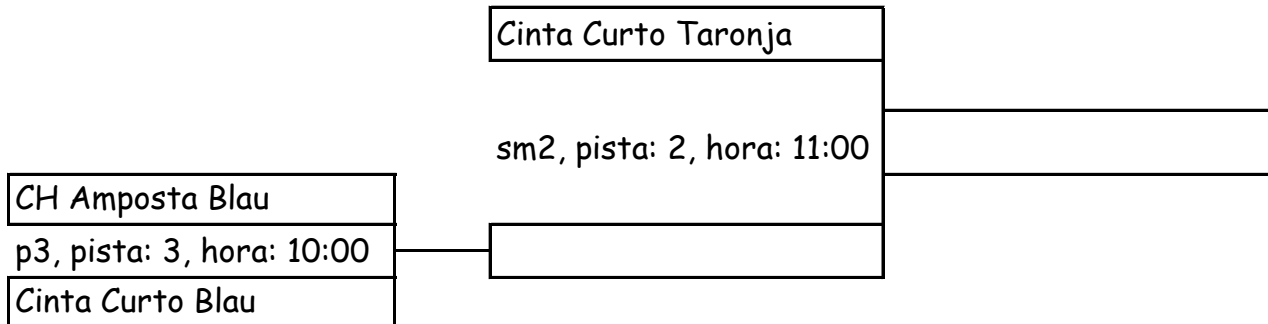 Cinta Curto Taronja
sm2, pista: 2, hora: 11:00
CH Amposta Blau
p3, pista: 3, hora: 10:00
Cinta Curto Blau